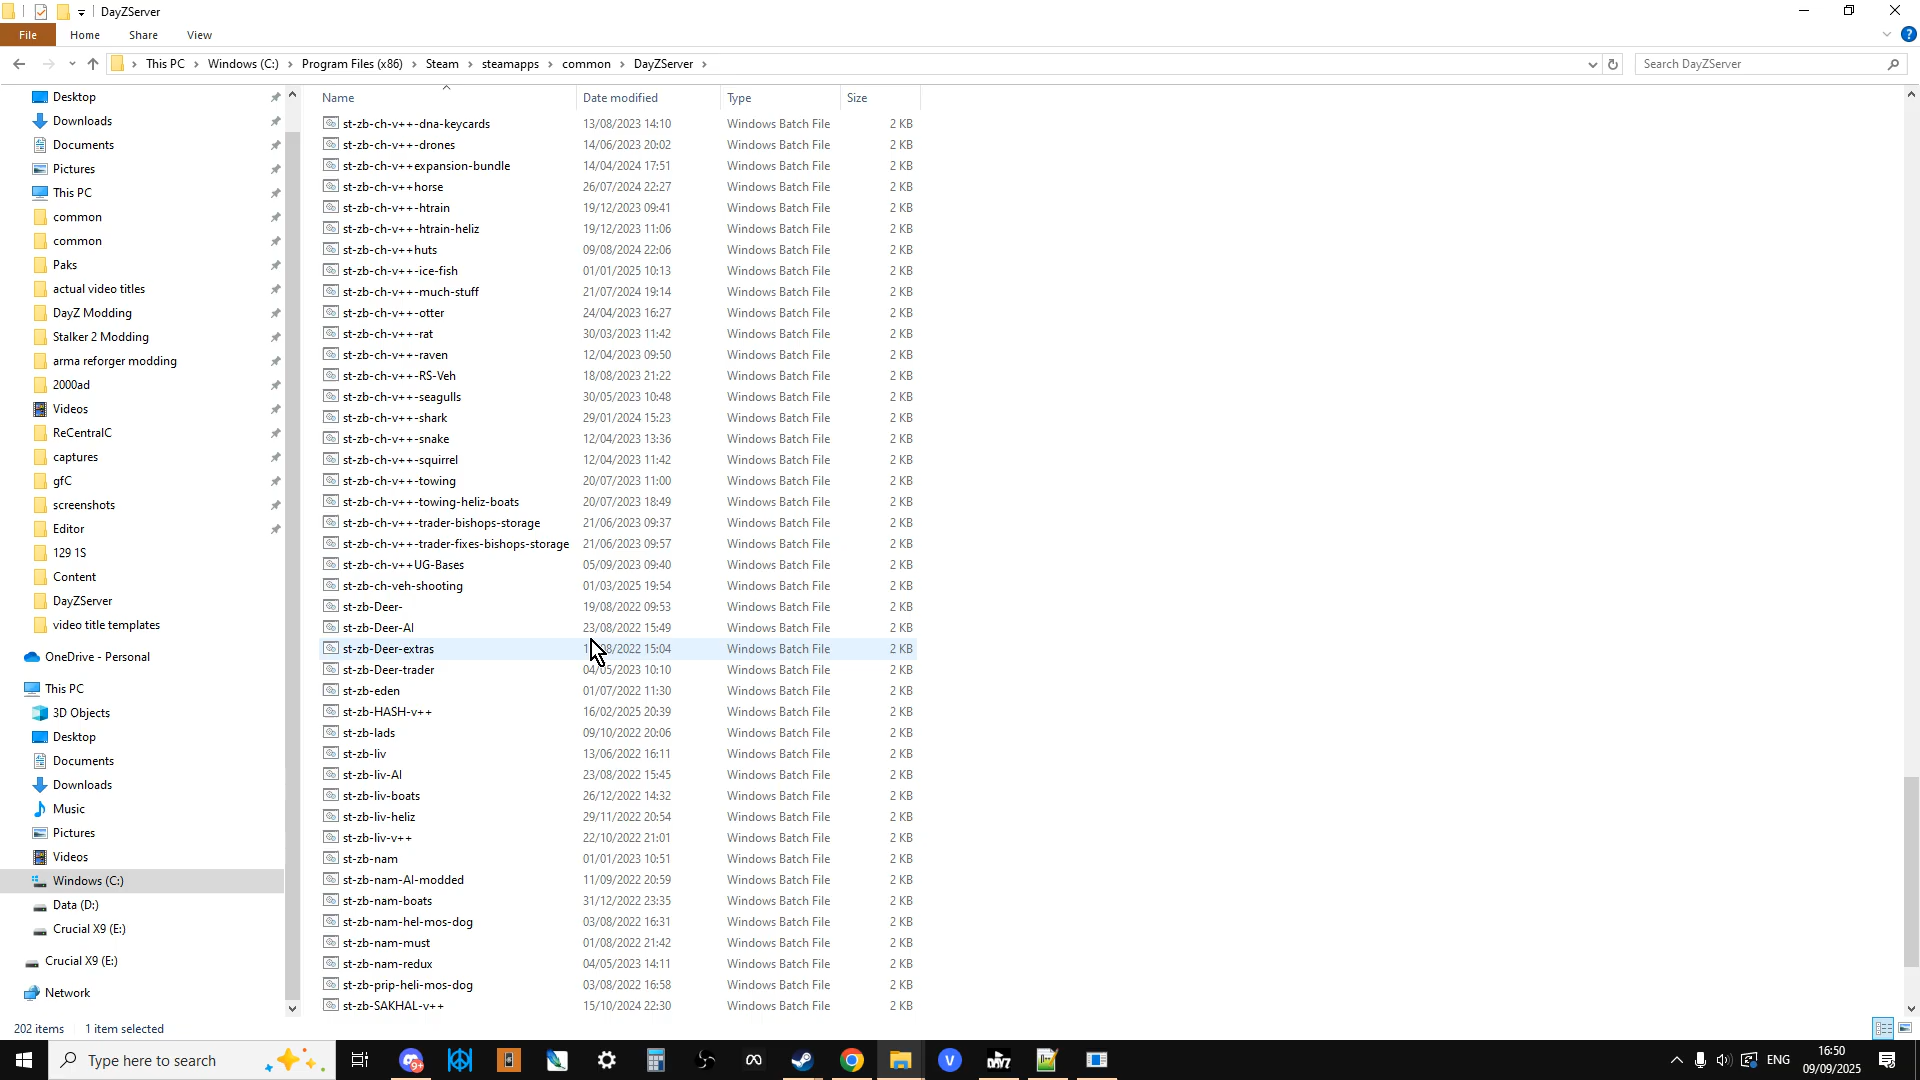 DayZServer
File Home Share View
This PC Windows (C:) Program Files (x86) Steam steamapps common DayZServer
Search DayZServer
Name Date modified Type Size
Desktop
Downloads
Documents
Pictures
This PC
common
common
Paks
actual video titles
DayZ Modding
Stalker 2 Modding
arma reforger modding
2000ad
Videos
ReCentralC
captures
gfC
screenshots
Editor
129 1S
Content
DayZServer
video title templates
OneDrive - Personal
This PC
3D Objects
Desktop
Documents
Downloads
Music
Pictures
Videos
Windows (C:)
Data (D:)
Crucial X9 (E:)
Crucial X9 (E:)
Network
st-zb-ch-v++-dna-keycards 13/08/2023 14:10 Windows Batch File 2 KB
st-zb-ch-v++-drones 14/06/2023 20:02 Windows Batch File 2 KB
st-zb-ch-v++expansion-bundle 14/04/2024 17:51 Windows Batch File 2 KB
st-zb-ch-v++horse 26/07/2024 22:27 Windows Batch File 2 KB
st-zb-ch-v++-htrain 19/12/2023 09:41 Windows Batch File 2 KB
st-zb-ch-v++-htrain-heliz 19/12/2023 11:06 Windows Batch File 2 KB
st-zb-ch-v++huts 09/08/2024 22:06 Windows Batch File 2 KB
st-zb-ch-v++-ice-fish 01/01/2025 10:13 Windows Batch File 2 KB
st-zb-ch-v++-much-stuff 21/07/2024 19:14 Windows Batch File 2 KB
st-zb-ch-v++-otter 24/04/2023 16:27 Windows Batch File 2 KB
st-zb-ch-v++-rat 30/03/2023 11:42 Windows Batch File 2 KB
st-zb-ch-v++-raven 12/04/2023 09:50 Windows Batch File 2 KB
st-zb-ch-v++-RS-Veh 18/08/2023 21:22 Windows Batch File 2 KB
st-zb-ch-v++-seagulls 30/05/2023 10:48 Windows Batch File 2 KB
st-zb-ch-v++-shark 29/01/2024 15:23 Windows Batch File 2 KB
st-zb-ch-v++-snake 12/04/2023 13:36 Windows Batch File 2 KB
st-zb-ch-v++-squirrel 12/04/2023 11:42 Windows Batch File 2 KB
st-zb-ch-v++-towing 20/07/2023 11:00 Windows Batch File 2 KB
st-zb-ch-v++-towing-heliz-boats 20/07/2023 18:49 Windows Batch File 2 KB
st-zb-ch-v++-trader-bishops-storage 21/06/2023 09:37 Windows Batch File 2 KB
st-zb-ch-v++-trader-fixes-bishops-storage 21/06/2023 09:57 Windows Batch File 2 KB
st-zb-ch-v++UG-Bases 05/09/2023 09:40 Windows Batch File 2 KB
st-zb-ch-veh-shooting 01/03/2025 19:54 Windows Batch File 2 KB
st-zb-Deer- 19/08/2022 09:53 Windows Batch File 2 KB
st-zb-Deer-AI 23/08/2022 15:49 Windows Batch File 2 KB
st-zb-Deer-extras 08/2022 15:04 Windows Batch File 2 KB
st-zb-Deer-trader 04/05/2023 10:10 Windows Batch File 2 KB
st-zb-eden 01/07/2022 11:30 Windows Batch File 2 KB
st-zb-HASH-v++ 16/02/2025 20:39 Windows Batch File 2 KB
st-zb-lads 09/10/2022 20:06 Windows Batch File 2 KB
st-zb-liv 13/06/2022 16:11 Windows Batch File 2 KB
st-zb-liv-AI 23/08/2022 15:45 Windows Batch File 2 KB
st-zb-liv-boats 26/12/2022 14:32 Windows Batch File 2 KB
st-zb-liv-heliz 29/11/2022 20:54 Windows Batch File 2 KB
st-zb-liv-v++ 22/10/2022 21:01 Windows Batch File 2 KB
st-zb-nam 01/01/2023 10:51 Windows Batch File 2 KB
st-zb-nam-AI-modded 11/09/2022 20:59 Windows Batch File 2 KB
st-zb-nam-boats 31/12/2022 23:35 Windows Batch File 2 KB
st-zb-nam-hel-mos-dog 03/08/2022 16:31 Windows Batch File 2 KB
st-zb-nam-must 01/08/2022 21:42 Windows Batch File 2 KB
st-zb-nam-redux 04/05/2023 14:11 Windows Batch File 2 KB
st-zb-prip-heli-mos-dog 03/08/2022 16:58 Windows Batch File 2 KB
st-zb-SAKHAL-v++ 15/10/2024 22:30 Windows Batch File 2 KB
202 items 1 item selected
Type here to search
ENG
16:50
09/09/2025